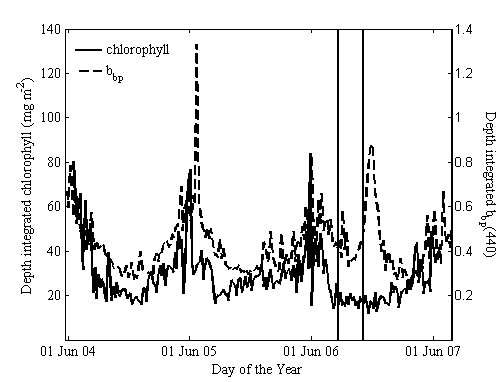 140
120
100
80
60
40
20
1.4
1.2
1
0.8
0.6
0.4
0.2
chlorophyll
b_bp
Depth integrated chlorophyll (mg m⁻²)
Depth integrated b_bp(440)
01 Jun 04 01 Jun 05 01 Jun 06 01 Jun 07
Day of the Year